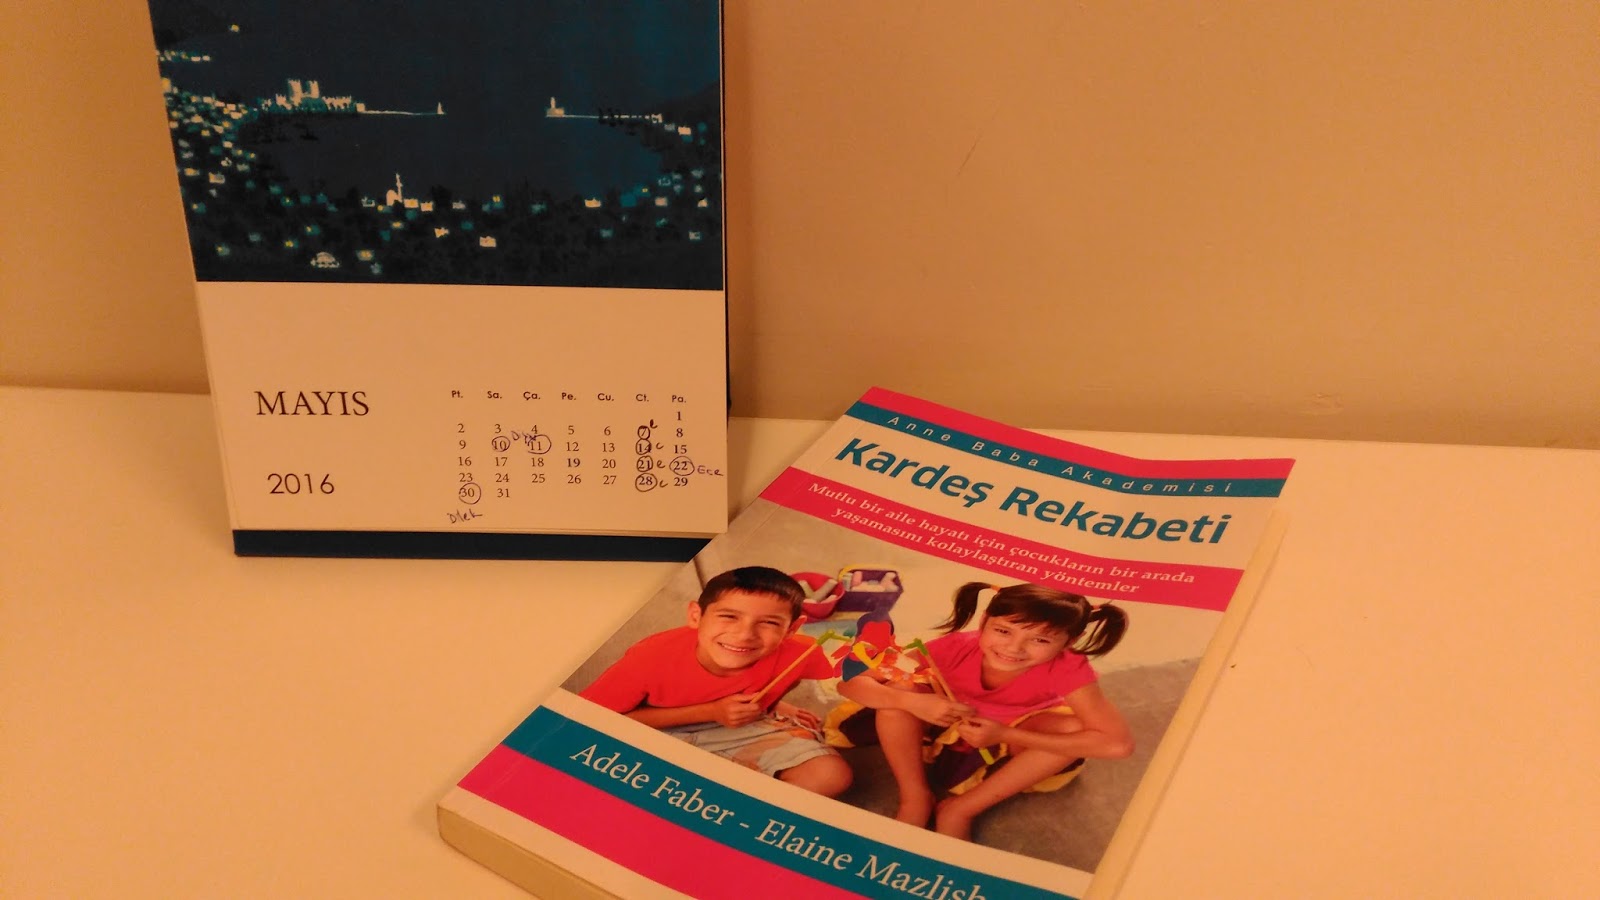 MAYIS
2016
Pt. Sa. Ça. Pe. Cu. Ct. Pa.
1
2 3 4 5 6 7 8
9 10 11 12 13 14 15
16 17 18 19 20 21 22 Ece
23 24 25 26 27 28 29
30 31
Dilek
Anne Baba Akademisi
Kardeş Rekabeti
Mutlu bir aile hayatı için çocukların bir arada
yaşamasını kolaylaştıran yöntemler
Adele Faber - Elaine Mazlish